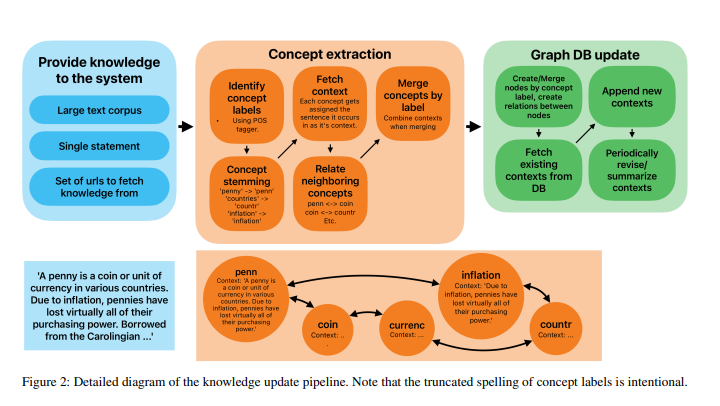 Provide knowledge
to the system
Large text corpus
Single statement
Set of urls to fetch
knowledge from
Concept extraction
Identify
concept
labels
Using POS
tagger.
Concept
stemming
'penny' -> 'penn'
'countries' ->
'countr'
'inflation' ->
'inflation'
Fetch
context
Each concept gets
assigned the
sentence it occurs
in as it's context.
Relate
neighboring
concepts
penn <-> coin
coin <-> countr
Etc.
Merge
concepts by
label
Combine contexts
when merging
Graph DB update
Create/Merge
nodes by concept
label, create
relations between
nodes
Fetch
existing
contexts from
DB
Append new
contexts
Periodically
revise/
summarize
contexts
'A penny is a coin or unit of
currency in various countries.
Due to inflation, pennies have
lost virtually all of their
purchasing power. Borrowed
from the Carolingian ...'
penn
Context: 'A penny is
a coin or unit of
currency in various
countries. Due to
inflation, pennies have
lost virtually all of
their purchasing
power.'
coin
Context: ..
.
currenc
Context: ...
inflation
Context: 'Due to
inflation, pennies have
lost virtually all of
their purchasing
power.'
countr
Context: ...
Figure 2: Detailed diagram of the knowledge update pipeline. Note that the truncated spelling of concept labels is intentional.